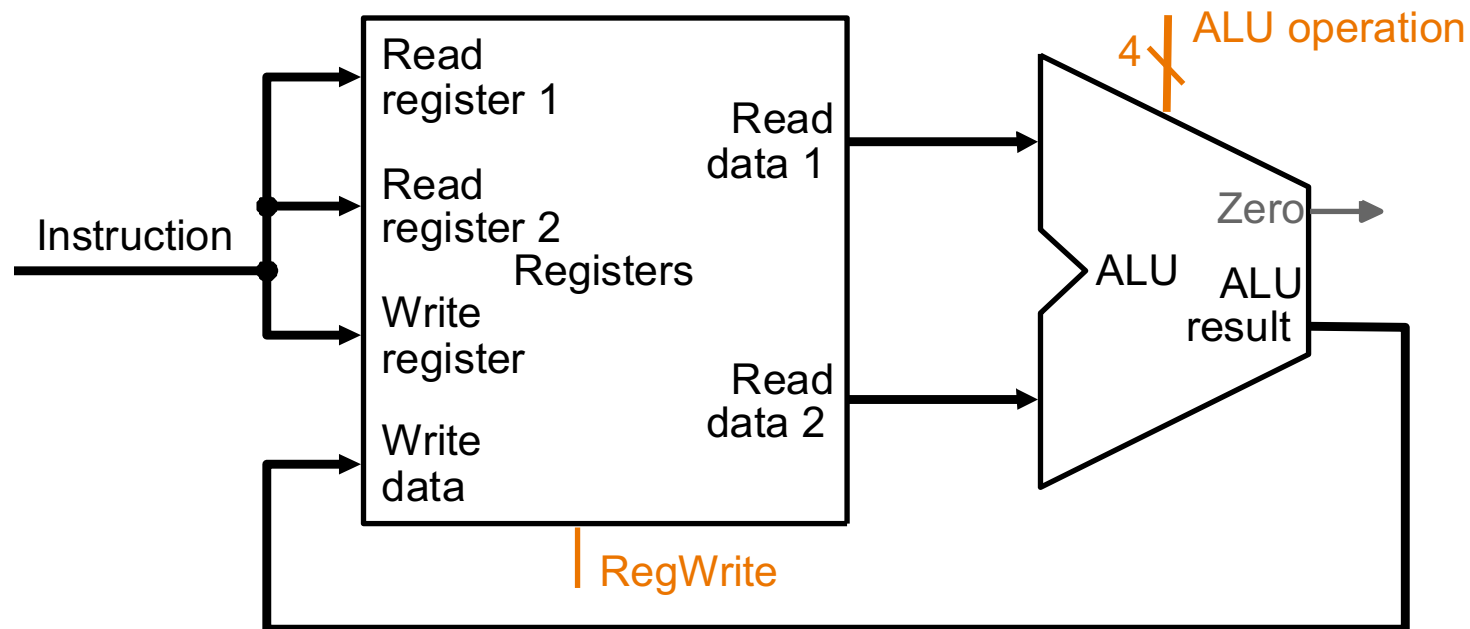 ALU operation
4
Read
register 1
Read
data 1
Read
register 2
Zero
Instruction
Registers
ALU
ALU
result
Write
register
Read
data 2
Write
data
RegWrite